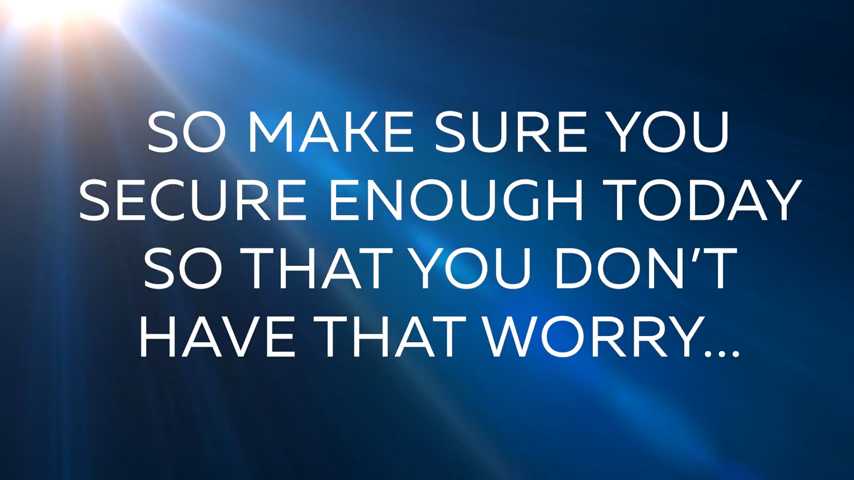 SO MAKE SURE YOU
SECURE ENOUGH TODAY
SO THAT YOU DON'T
HAVE THAT WORRY...